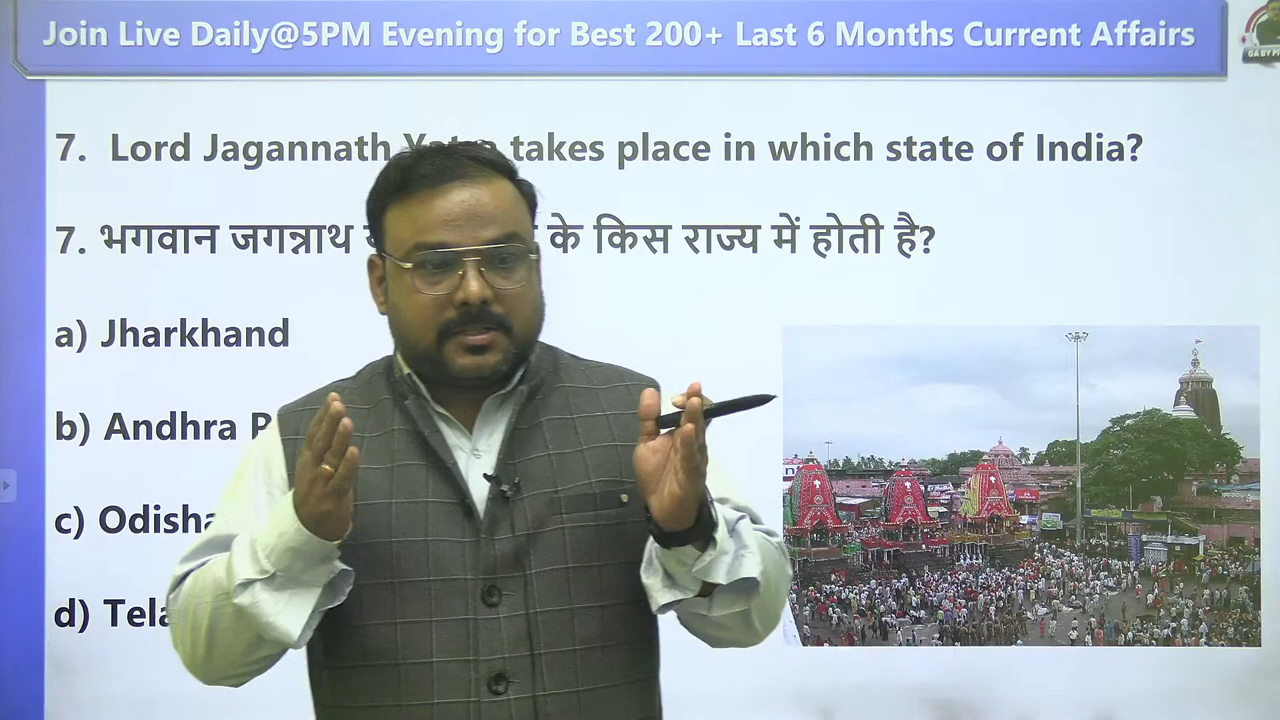 Join Live Daily@5PM Evening for Best 200+ Last 6 Months Current Affairs
7. Lord Jagannath Yatra takes place in which state of India?
7. भगवान जगन्नाथ के किस राज्य में होती है?
a) Jharkhand
b) Andhra
c) Odisha
d)